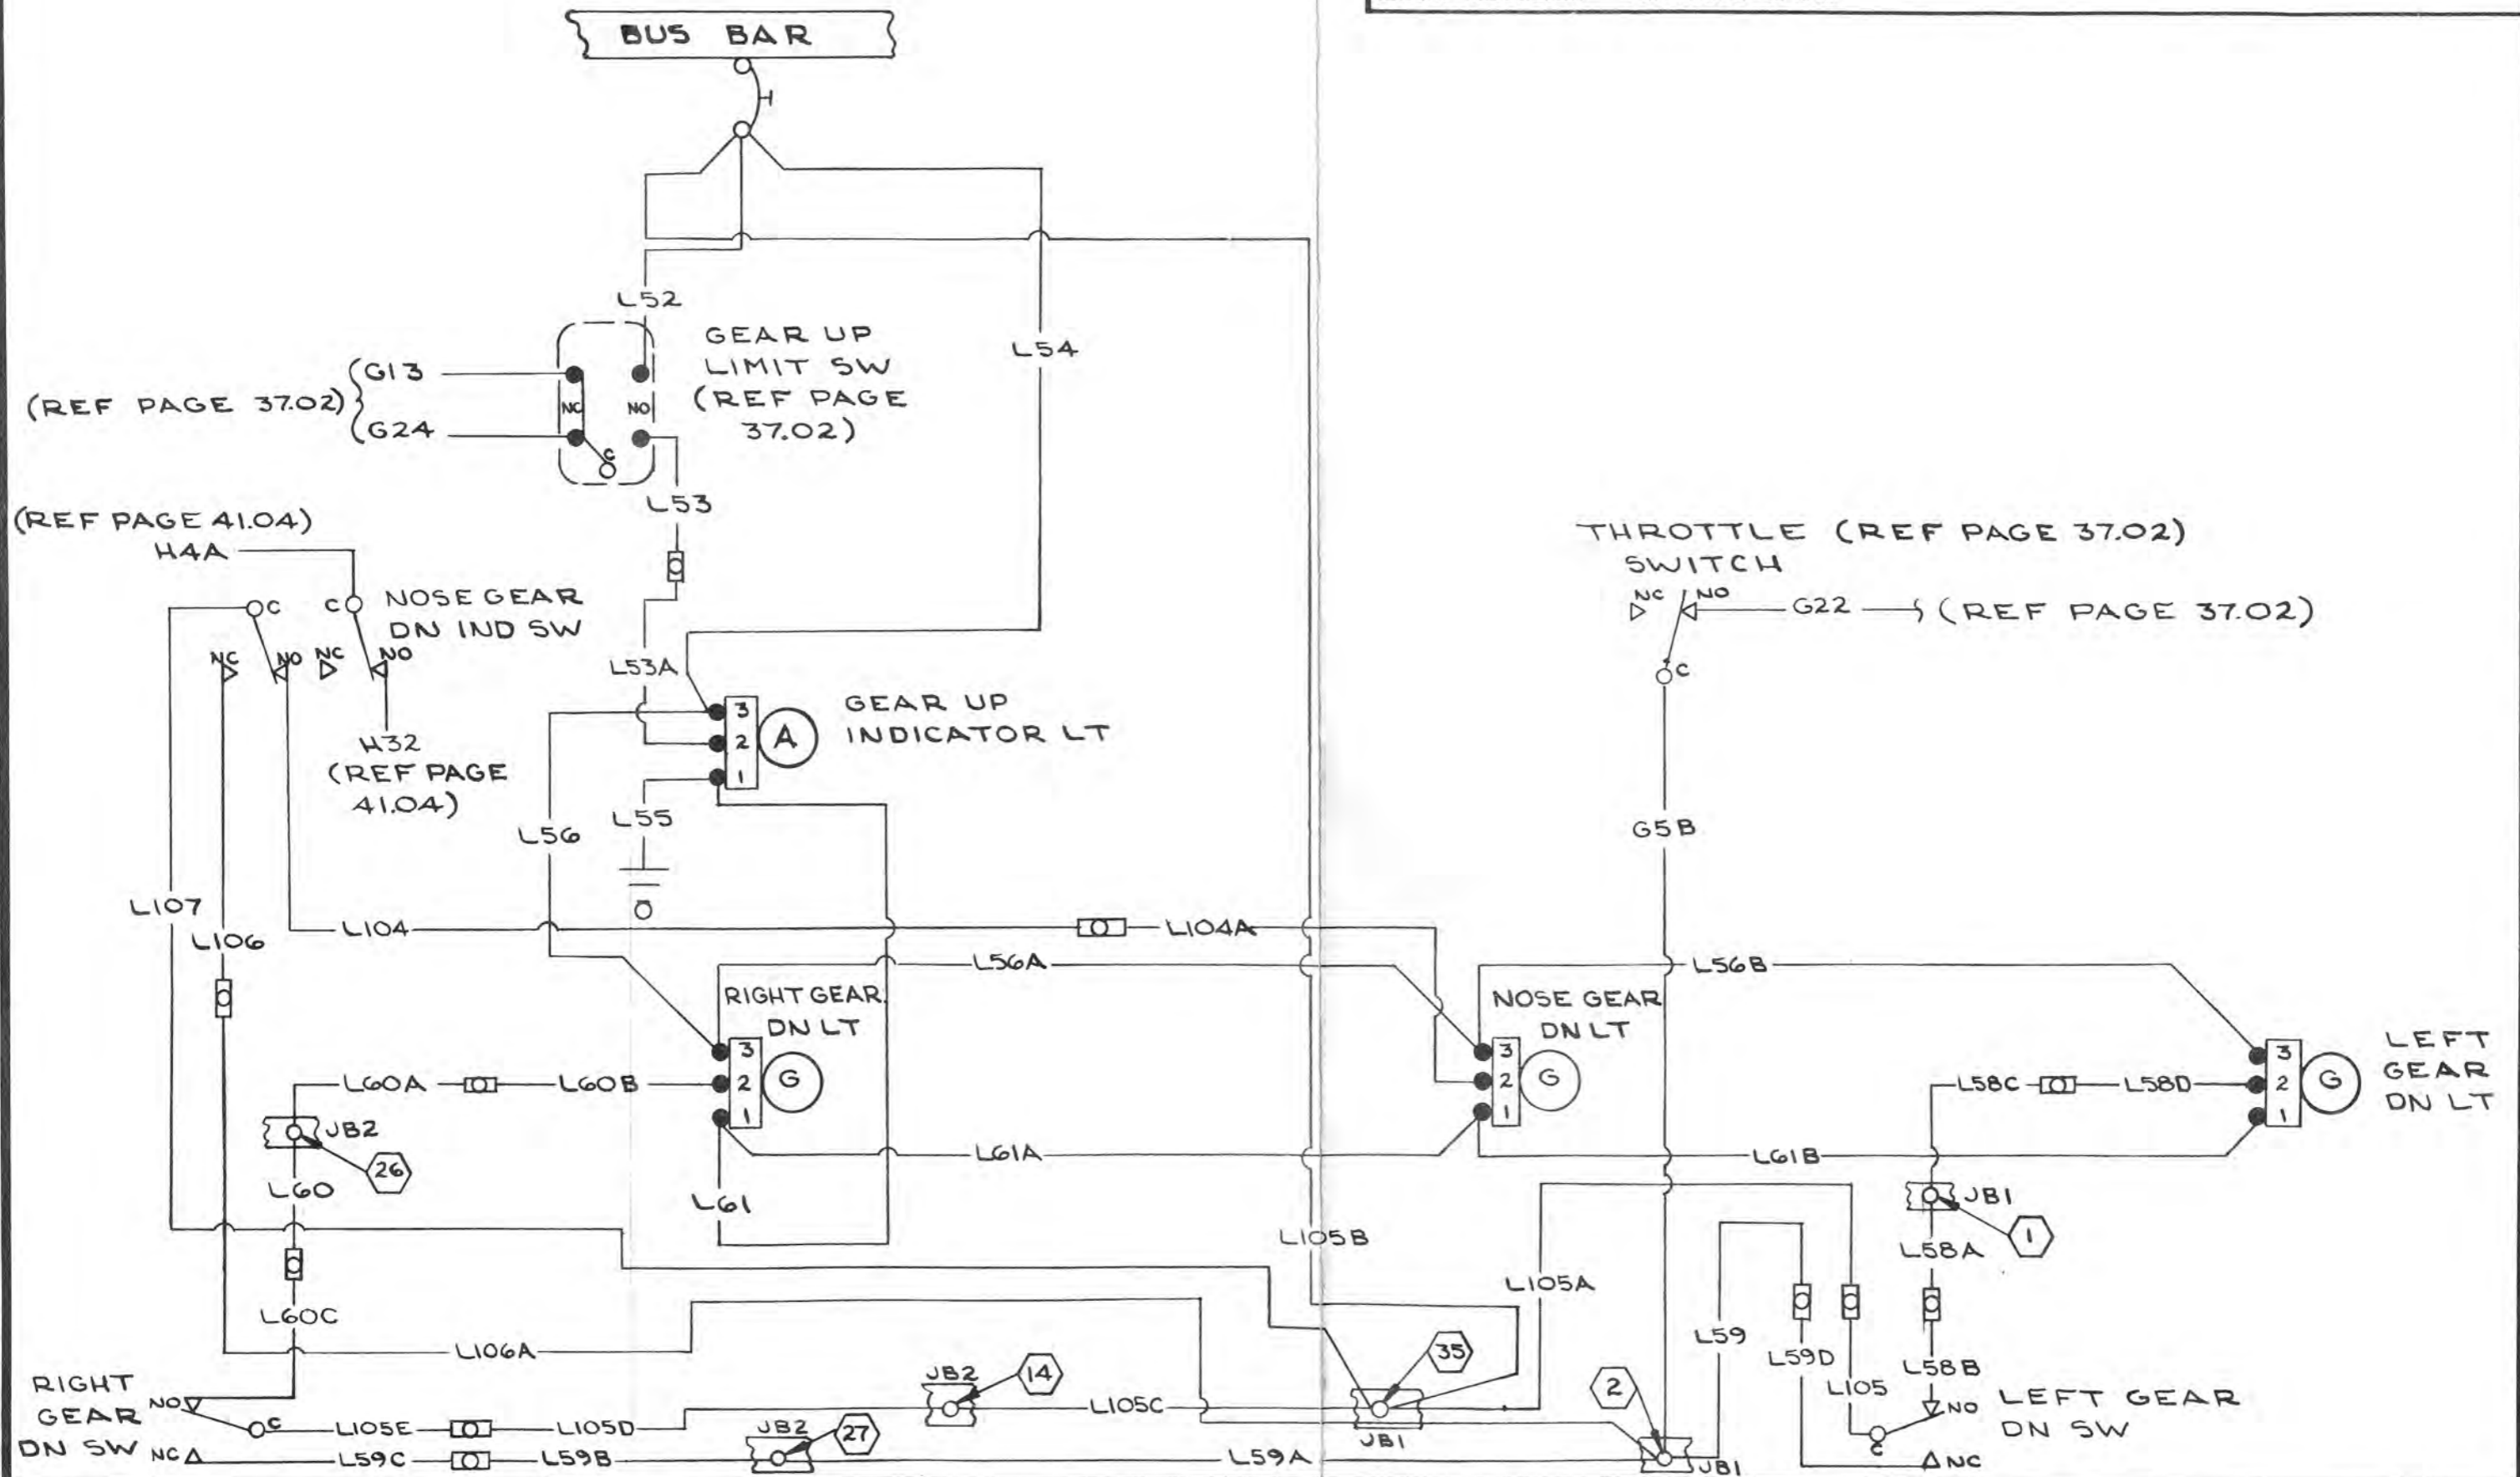 BUS BAR
L52
GEAR UP
LIMIT SW
(REF PAGE
37.02)
L54
(REF PAGE 37.02)
G13
G24
NC
NO
C
L53
(REF PAGE 41.04)
H4A
C
C
NOSE GEAR
DN IND SW
NC
NO
NC
NO
H32
(REF PAGE
41.04)
THROTTLE (REF PAGE 37.02)
SWITCH
NC
NO
G22
(REF PAGE 37.02)
C
L53A
3
2
1
A
GEAR UP
INDICATOR LT
L55
L56
G5B
L107
L106
L104
L104A
L56A
L56B
RIGHT GEAR
DN LT
3
2
1
G
NOSE GEAR
DN LT
3
2
1
G
LEFT
GEAR
DN LT
3
2
1
G
L60A
L60B
L58C
L58D
JB2
26
L60
L61A
L61B
L61
JB1
1
L58A
L105B
L105A
L60C
L106A
L59
L59D
L105
L58B
35
14
2
27
RIGHT
GEAR
DN SW
NO
C
NC
L105E
L105D
JB2
L105C
JB1
L59C
L59B
JB2
L59A
JB1
NO
C
NC
LEFT GEAR
DN SW